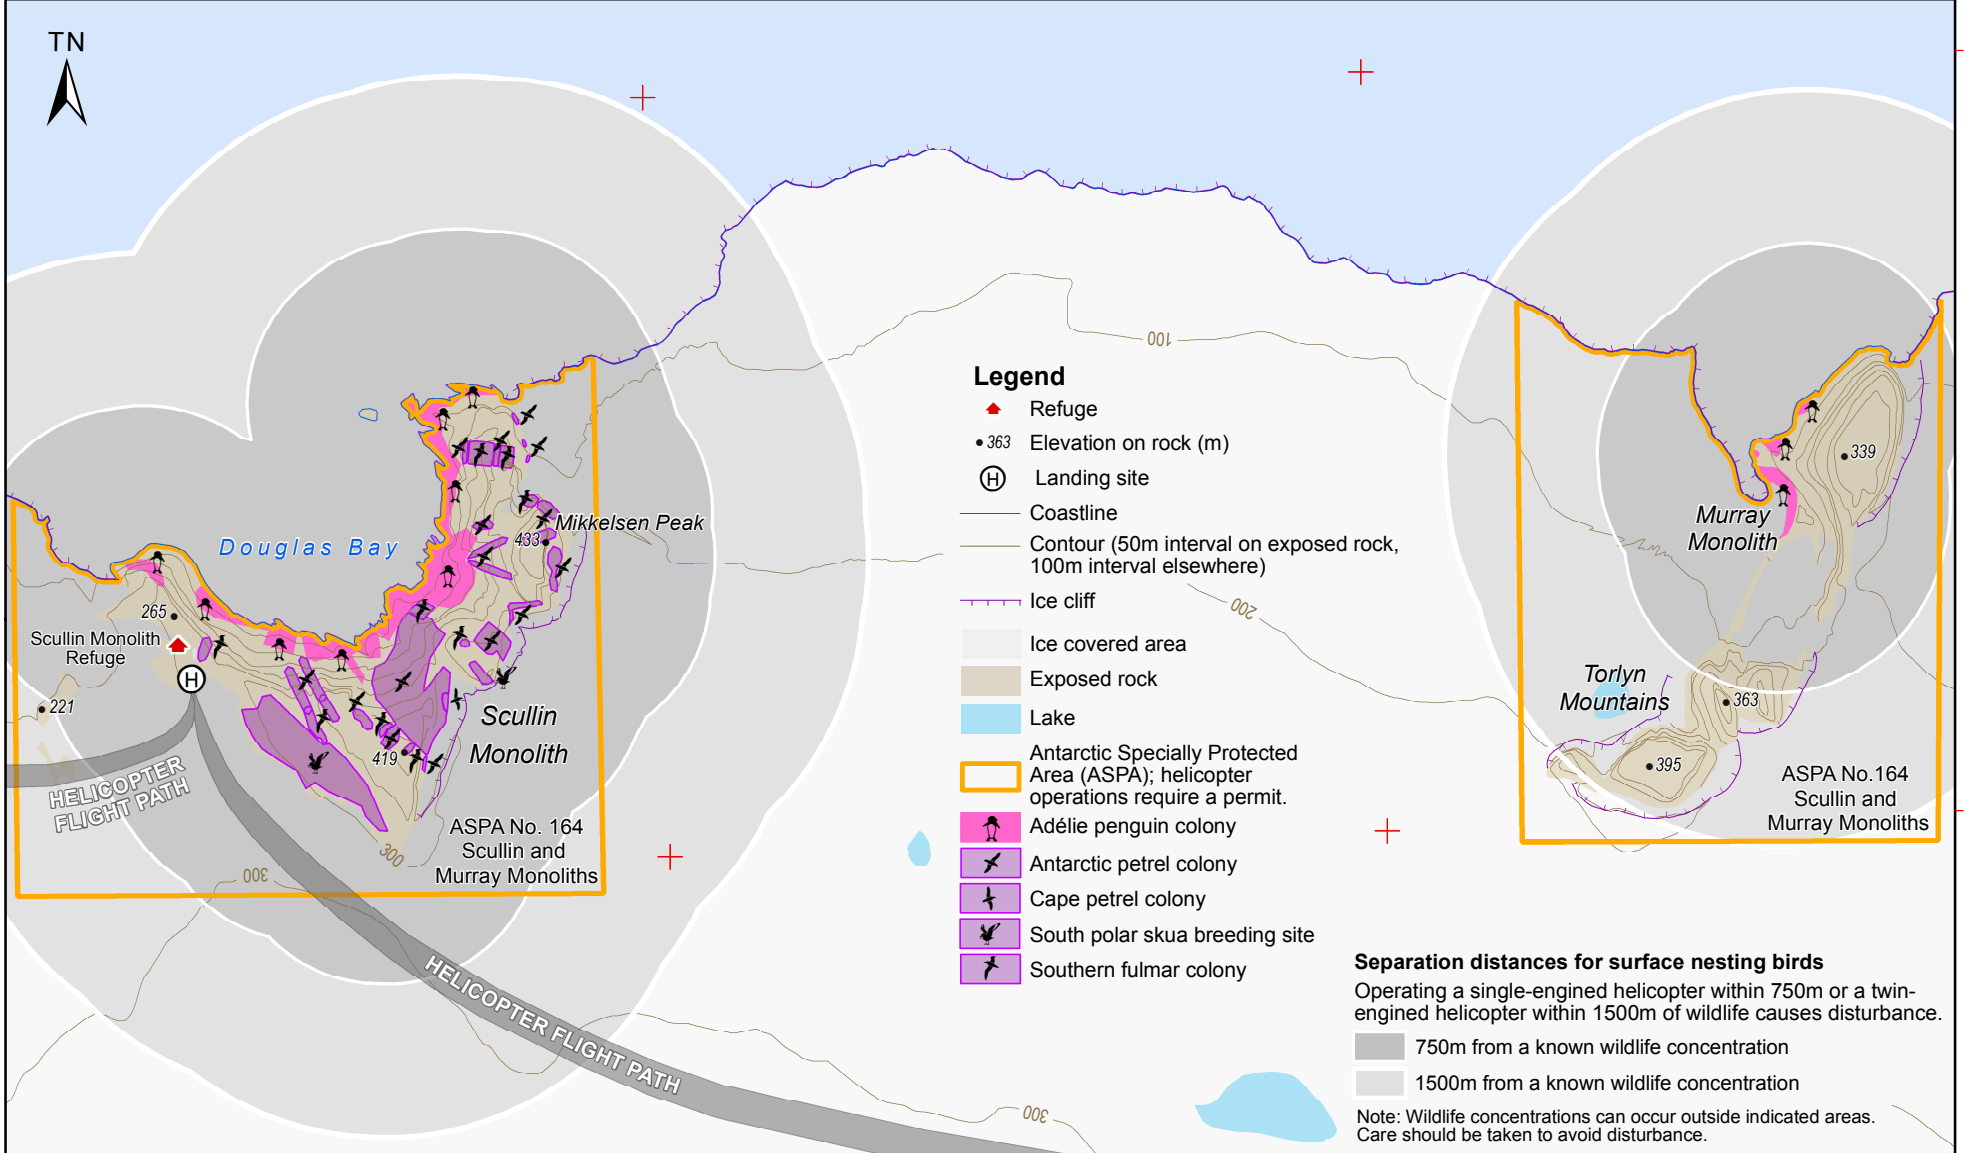 TN
100
Legend
Refuge
363 Elevation on rock (m)
H Landing site
Coastline
Contour (50m interval on exposed rock,
100m interval elsewhere)
Ice cliff
Ice covered area
Exposed rock
Lake
Antarctic Specially Protected
Area (ASPA); helicopter
operations require a permit.
Adélie penguin colony
Antarctic petrel colony
Cape petrel colony
South polar skua breeding site
Southern fulmar colony
Douglas Bay
Mikkelsen Peak
433
265
Scullin Monolith
Refuge
H
221
Scullin
Monolith
419
HELICOPTER
FLIGHT PATH
ASPA No. 164
Scullin and
Murray Monoliths
300
300
HELICOPTER FLIGHT PATH
300
200
339
Murray
Monolith
Torlyn
Mountains
363
395
ASPA No.164
Scullin and
Murray Monoliths
Separation distances for surface nesting birds
Operating a single-engined helicopter within 750m or a twin-
engined helicopter within 1500m of wildlife causes disturbance.
750m from a known wildlife concentration
1500m from a known wildlife concentration
Note: Wildlife concentrations can occur outside indicated areas.
Care should be taken to avoid disturbance.